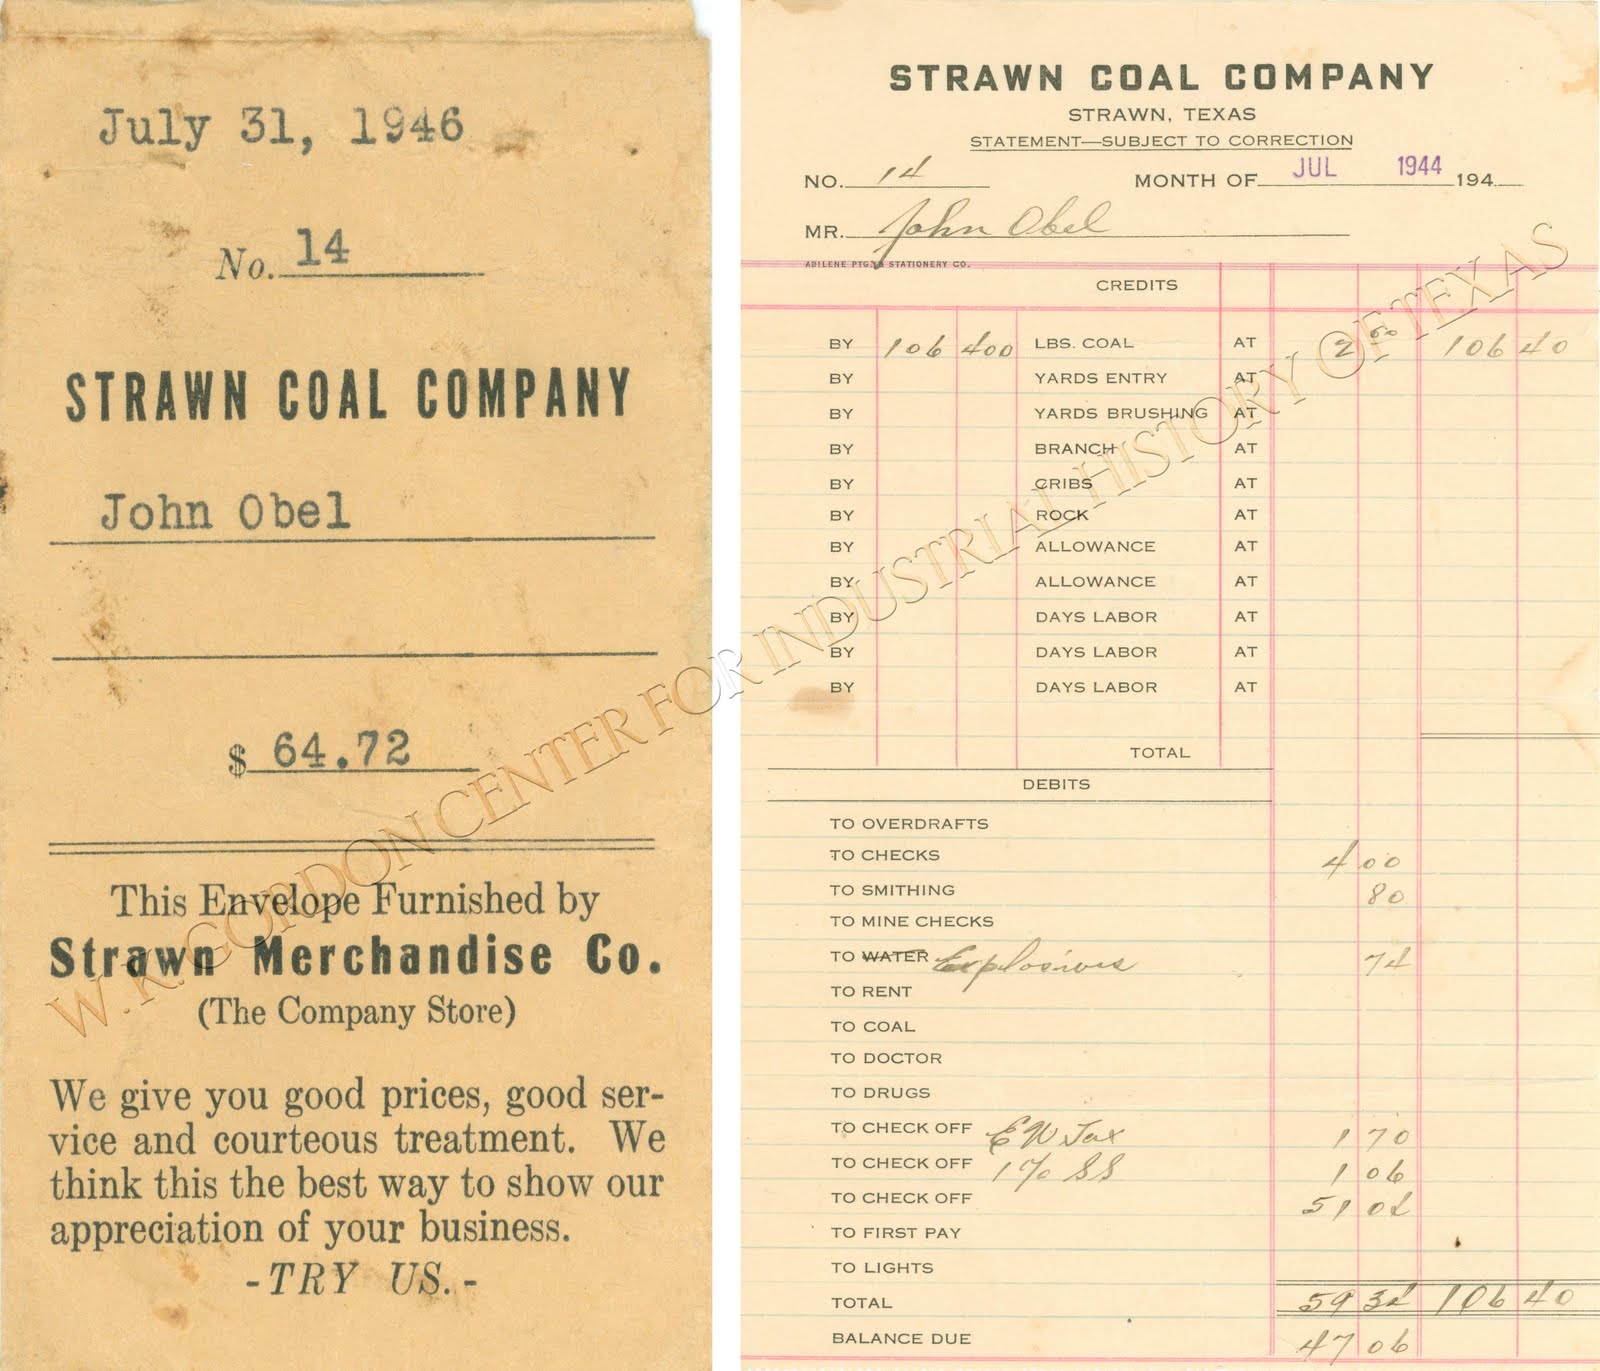 July 31, 1946
No. 14
STRAWN COAL COMPANY
John Obel
$ 64.72
This Envelope Furnished by
Strawn Merchandise Co.
(The Company Store)
We give you good prices, good ser-
vice and courteous treatment. We
think this the best way to show our
appreciation of your business.
-TRY US.-
STRAWN COAL COMPANY
STRAWN, TEXAS
STATEMENT—SUBJECT TO CORRECTION
NO. 14 MONTH OF JUL 1944 194
MR. John Obel
ABILENE PTG. & STATIONERY CO.
CREDITS
BY 106 400 LBS. COAL AT 2 00 106 40
BY YARDS ENTRY AT
BY YARDS BRUSHING AT
BY BRANCH AT
BY CRIBS AT
BY ROCK AT
BY ALLOWANCE AT
BY ALLOWANCE AT
BY DAYS LABOR AT
BY DAYS LABOR AT
BY DAYS LABOR AT
TOTAL
DEBITS
TO OVERDRAFTS
TO CHECKS 4 00
TO SMITHING 80
TO MINE CHECKS
TO WATER Explosives 74
TO RENT
TO COAL
TO DOCTOR
TO DRUGS
TO CHECK OFF E W Tax 1 70
TO CHECK OFF 1% SS 1 06
TO CHECK OFF 51 04
TO FIRST PAY
TO LIGHTS
TOTAL 59 34 106 40
BALANCE DUE 47 06
W. K. GORDON CENTER FOR INDUSTRIAL HISTORY OF TEXAS